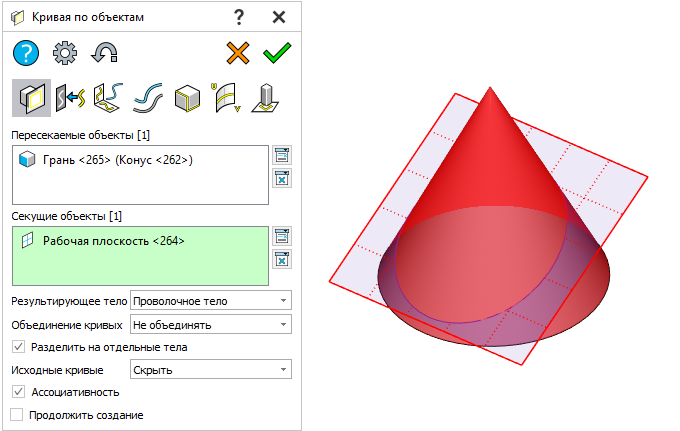 Кривая по объектам ?
?
U
V
Пересекаемые объекты [1]
Грань <265> (Конус <262>)
Секущие объекты [1]
Рабочая плоскость <264>
Результирующее тело Проволочное тело
Объединение кривых Не объединять
Разделить на отдельные тела
Исходные кривые Скрыть
Ассоциативность
Продолжить создание